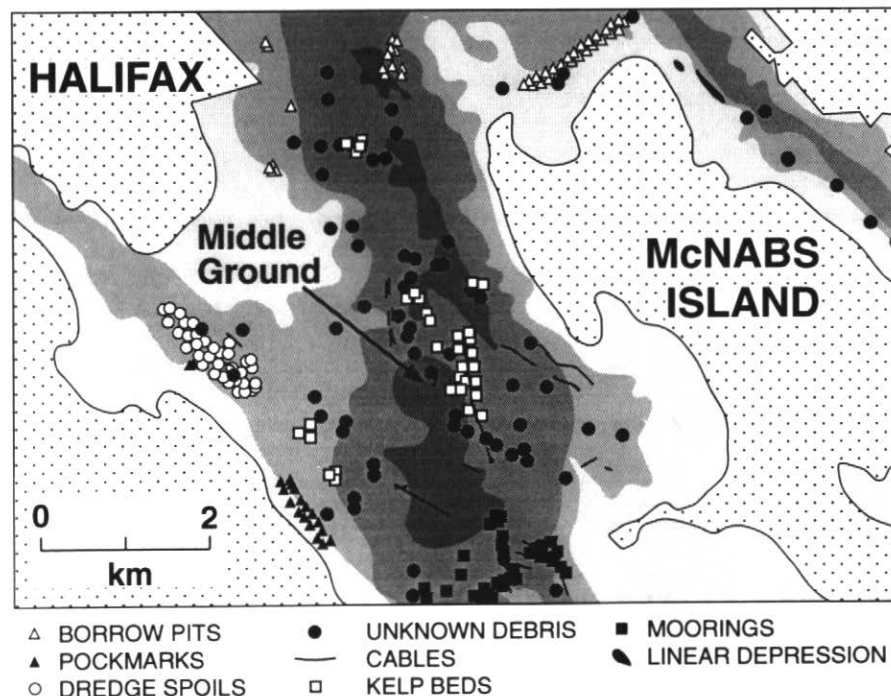 HALIFAX
Middle
Ground
McNABS
ISLAND
0 2
km
BORROW PITS UNKNOWN DEBRIS MOORINGS
POCKMARKS CABLES LINEAR DEPRESSION
DREDGE SPOILS KELP BEDS